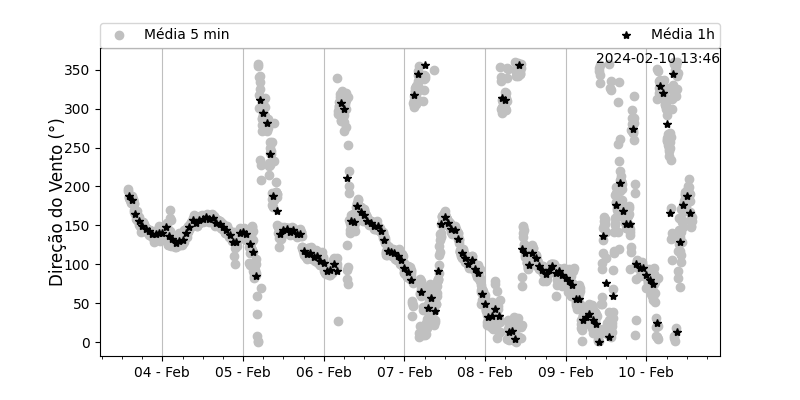 Média 5 min
Média 1h
2024-02-10 13:46
350
300
250
200
150
100
50
0
Direção do Vento (°)
04 - Feb
05 - Feb
06 - Feb
07 - Feb
08 - Feb
09 - Feb
10 - Feb